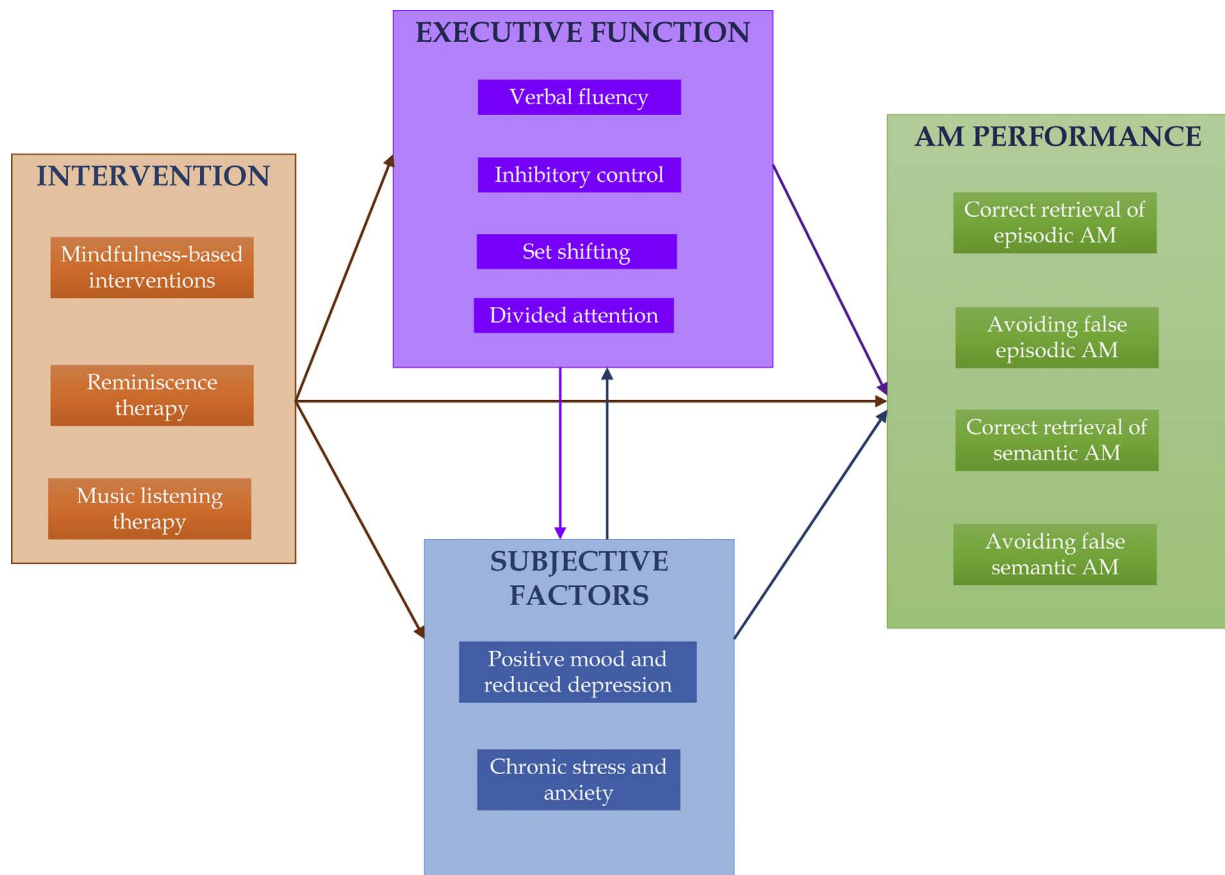 INTERVENTION
Mindfulness-based
interventions
Reminiscence
therapy
Music listening
therapy
EXECUTIVE FUNCTION
Verbal fluency
Inhibitory control
Set shifting
Divided attention
SUBJECTIVE
FACTORS
Positive mood and
reduced depression
Chronic stress and
anxiety
AM PERFORMANCE
Correct retrieval of
episodic AM
Avoiding false
episodic AM
Correct retrieval of
semantic AM
Avoiding false
semantic AM